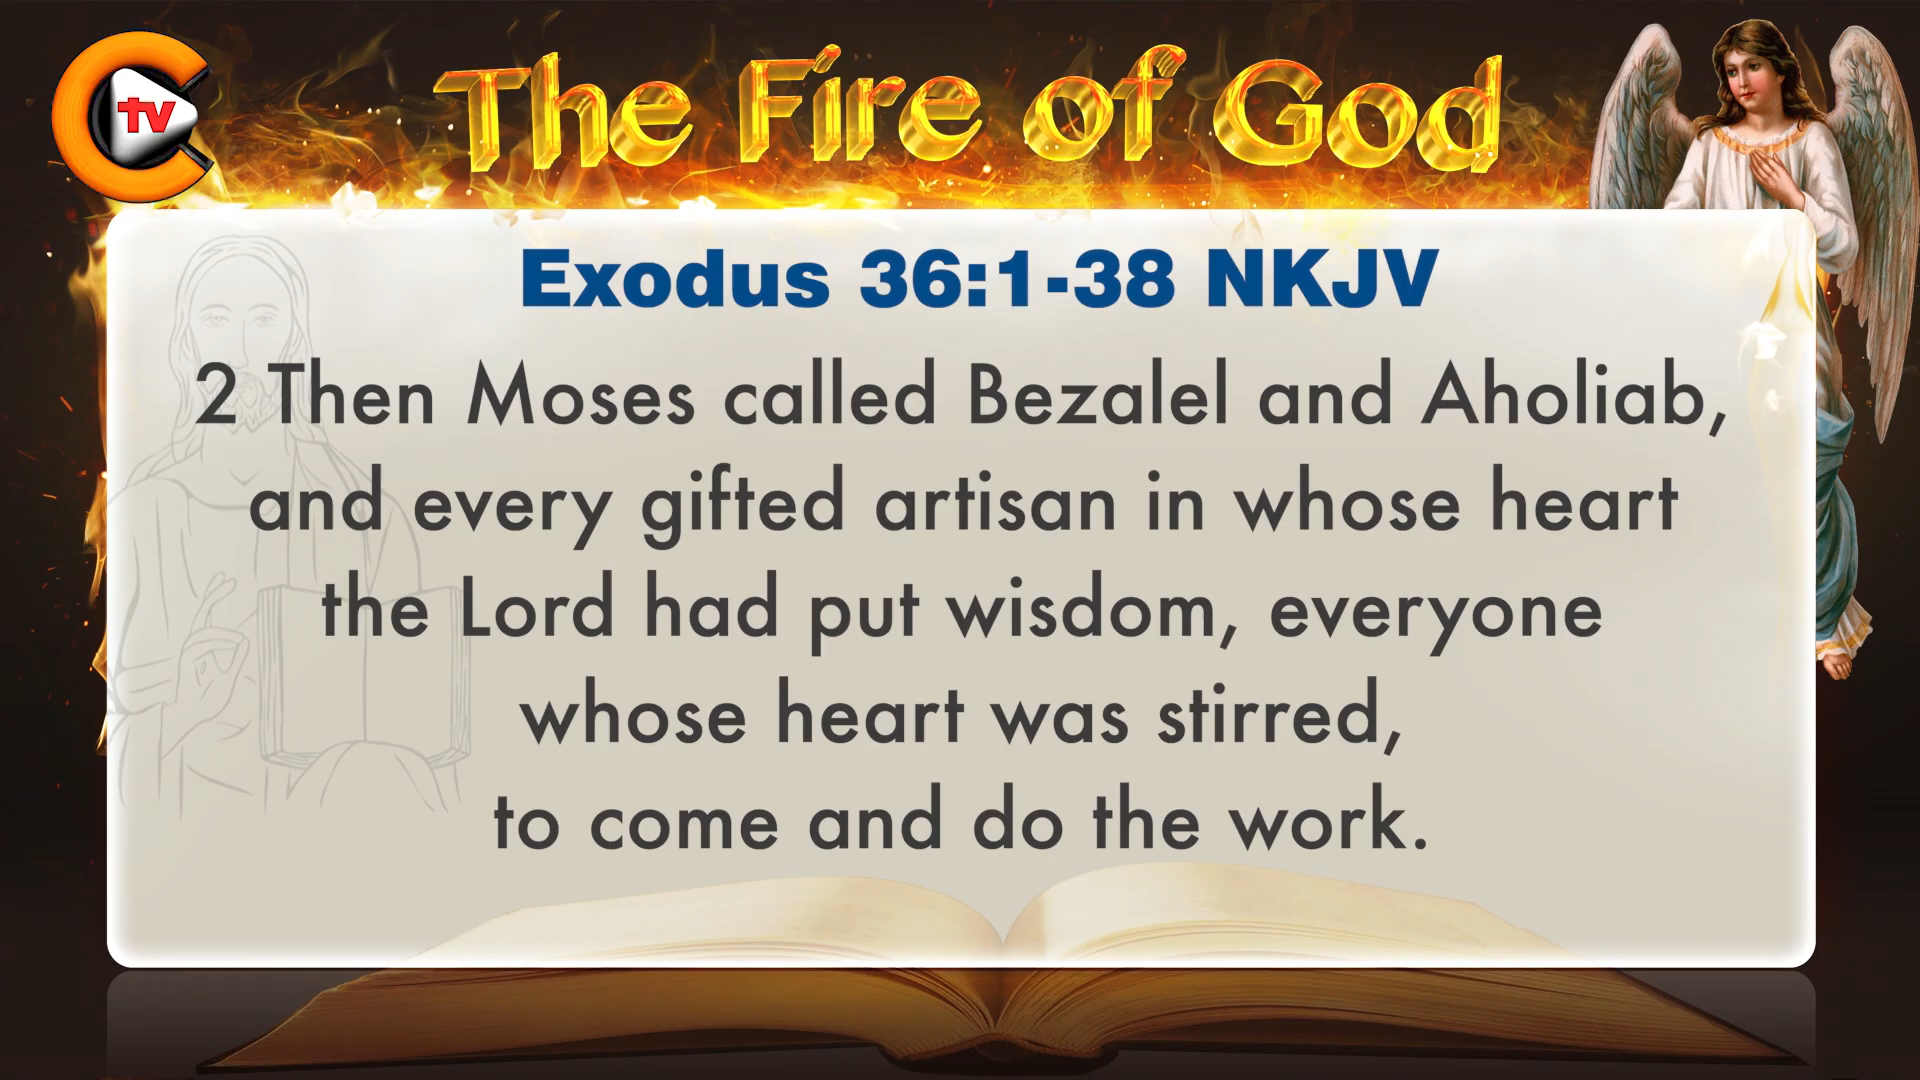 tv
The Fire of God
Exodus 36:1-38 NKJV
2 Then Moses called Bezalel and Aholiab,
and every gifted artisan in whose heart
the Lord had put wisdom, everyone
whose heart was stirred,
to come and do the work.